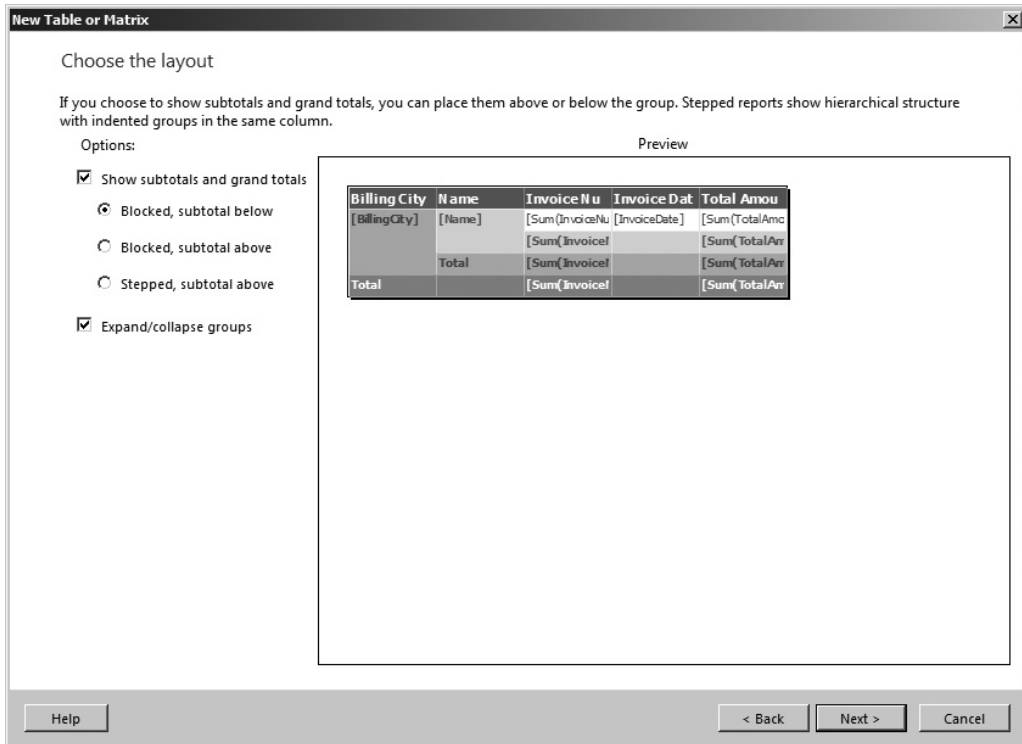 New Table or Matrix
Choose the layout
If you choose to show subtotals and grand totals, you can place them above or below the group. Stepped reports show hierarchical structure
with indented groups in the same column.
Options:
Preview
Show subtotals and grand totals
Blocked, subtotal below
Blocked, subtotal above
Stepped, subtotal above
Expand/collapse groups
Billing City Name Invoice Nu Invoice Dat Total Amou
[BillingCity] [Name] [Sum(InvoiceNu [InvoiceDate] [Sum(TotalAmo
[Sum(InvoiceN [Sum(TotalAm
Total [Sum(InvoiceN [Sum(TotalAm
Total [Sum(InvoiceN [Sum(TotalAm
Help
< Back
Next >
Cancel